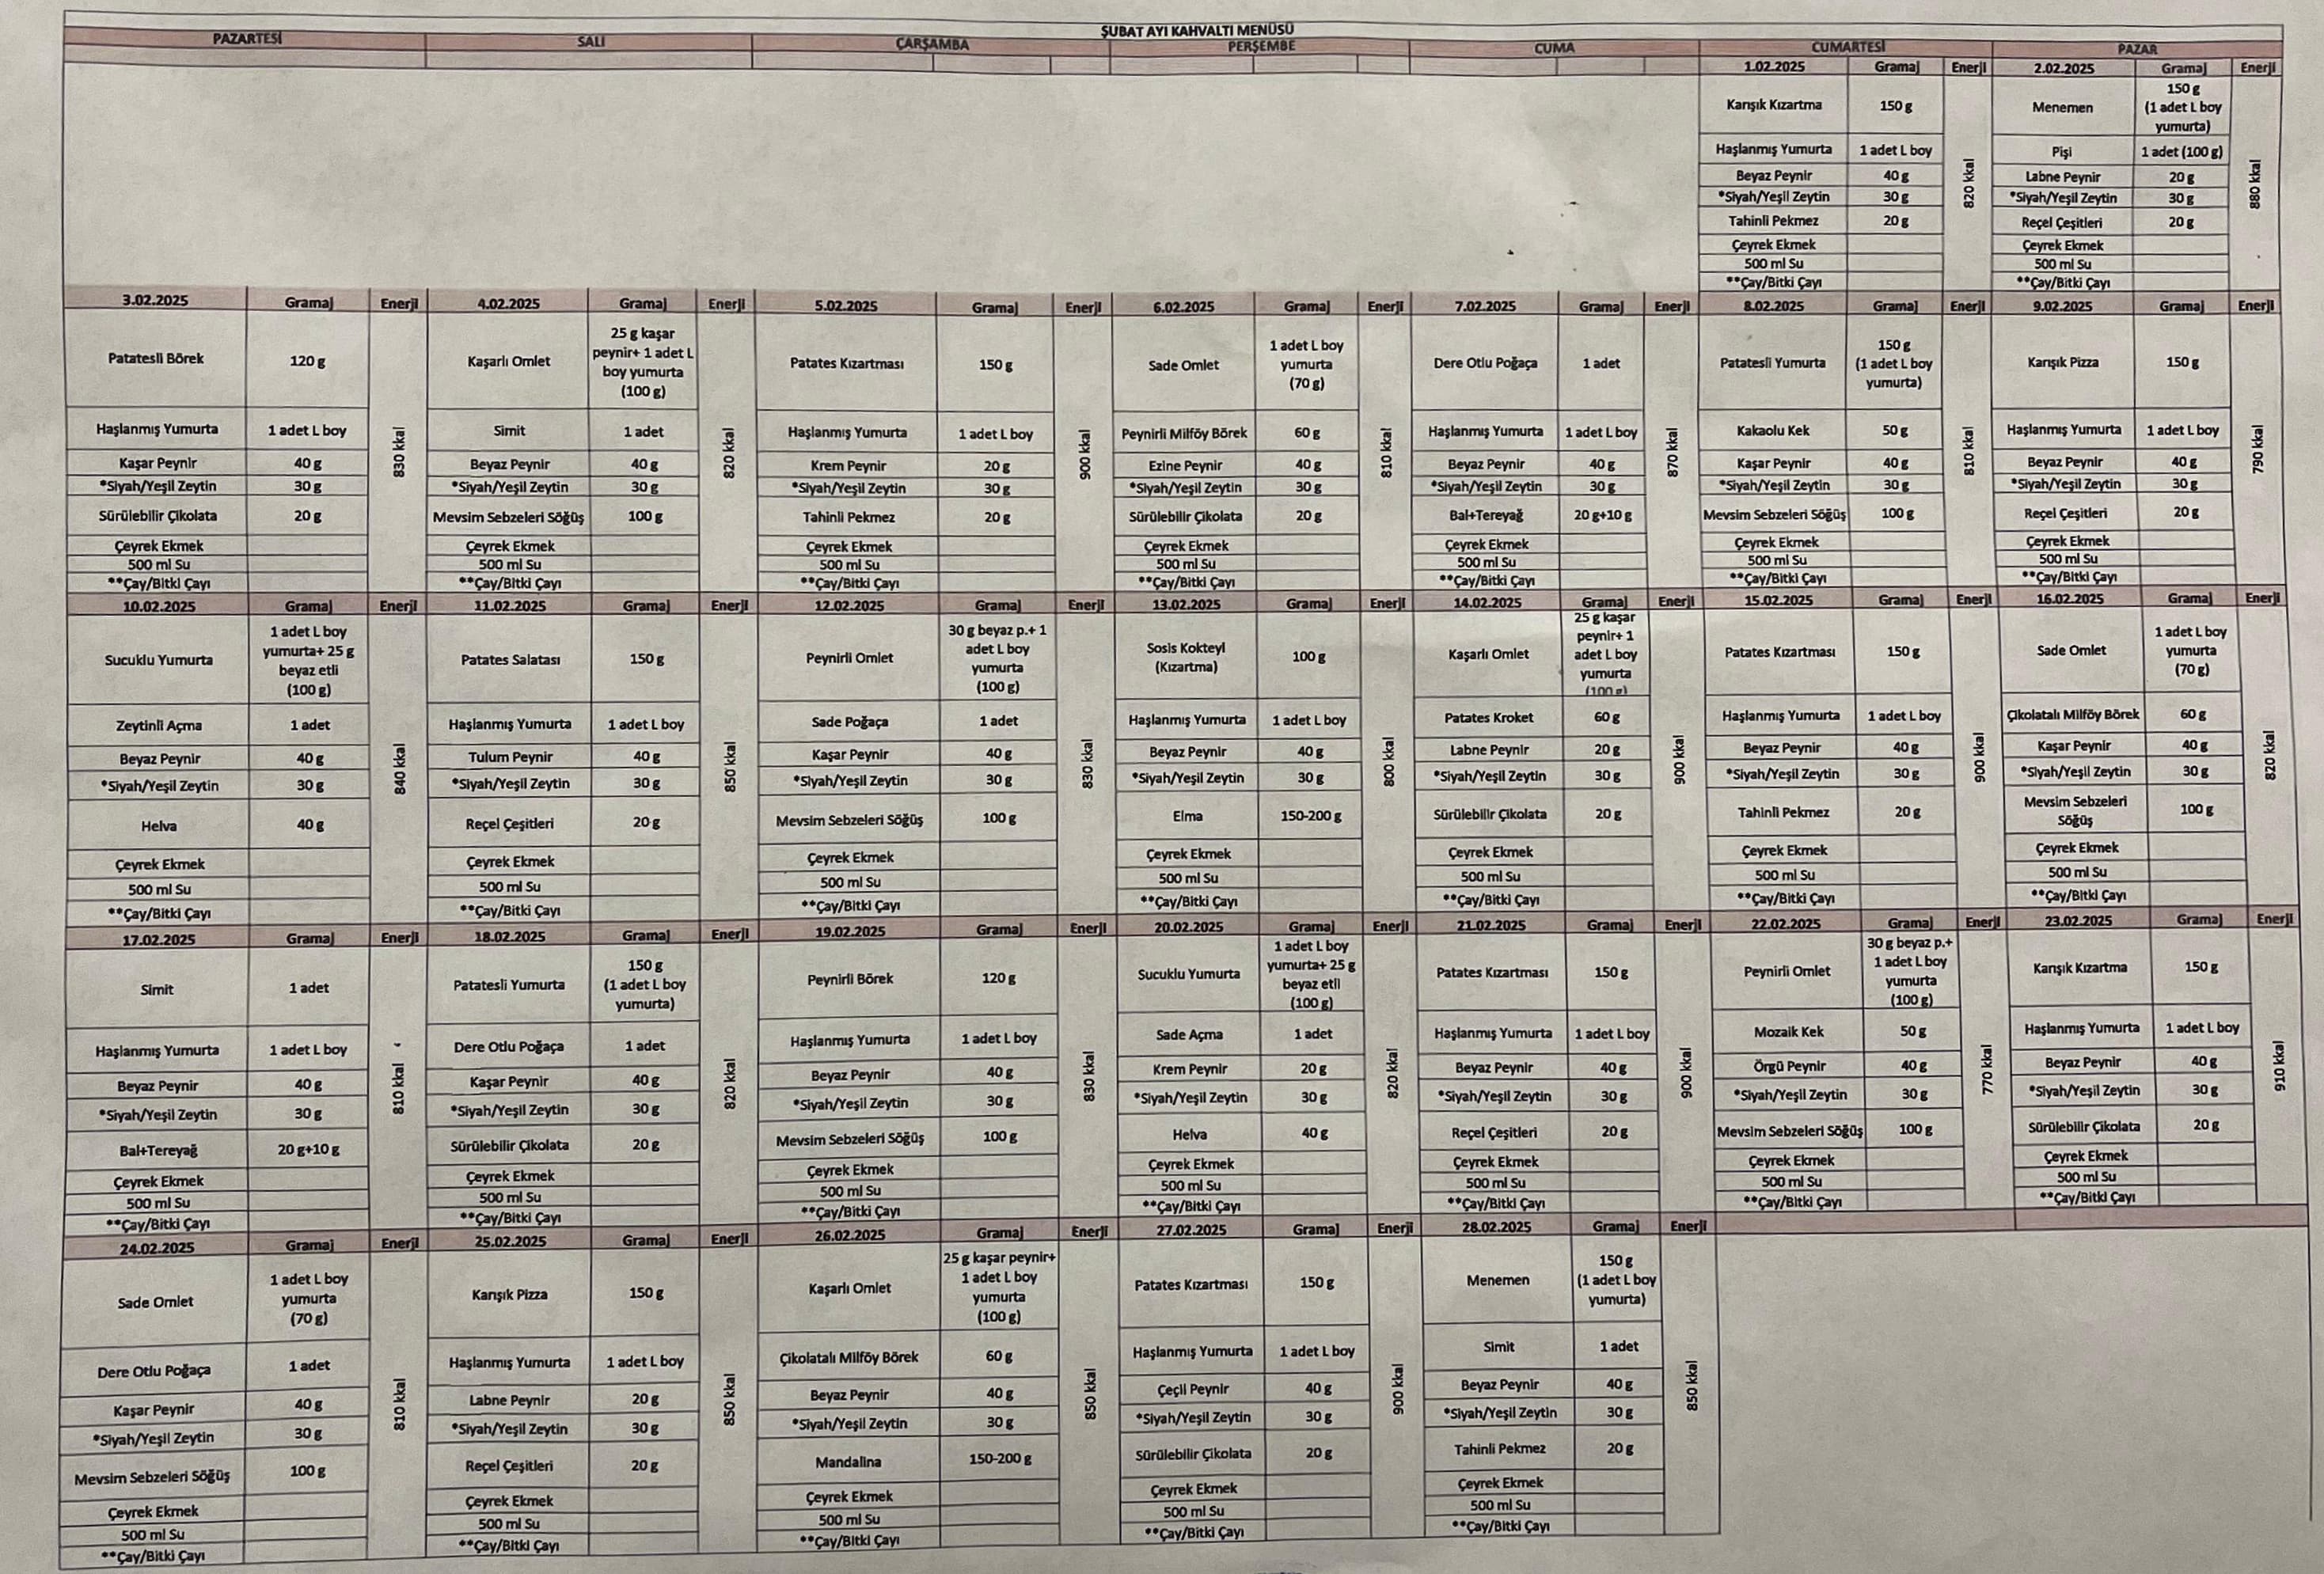 ŞUBAT AYI KAHVALTI MENÜSÜ
PAZARTESİ SALI ÇARŞAMBA PERŞEMBE CUMA CUMARTESİ PAZAR
1.02.2025 Gramaj Enerji
Karışık Kızartma 150 g
Haşlanmış Yumurta 1 adet L boy
Beyaz Peynir 40 g
*Siyah/Yeşil Zeytin 30 g
Tahinli Pekmez 20 g
Çeyrek Ekmek
500 ml Su
**Çay/Bitki Çayı
820 kkal
2.02.2025 Gramaj Enerji
Menemen 150 g
(1 adet L boy
yumurta)
Pişi 1 adet (100 g)
Labne Peynir 20 g
*Siyah/Yeşil Zeytin 30 g
Reçel Çeşitleri 20 g
Çeyrek Ekmek
500 ml Su
**Çay/Bitki Çayı
880 kkal
3.02.2025 Gramaj Enerji
Patatesli Börek 120 g
Haşlanmış Yumurta 1 adet L boy
Kaşar Peynir 40 g
*Siyah/Yeşil Zeytin 30 g
Sürülebilir Çikolata 20 g
Çeyrek Ekmek
500 ml Su
**Çay/Bitki Çayı
830 kkal
4.02.2025 Gramaj Enerji
Kaşarlı Omlet 25 g kaşar
peynir+ 1 adet L
boy yumurta
(100 g)
Simit 1 adet
Beyaz Peynir 40 g
*Siyah/Yeşil Zeytin 30 g
Mevsim Sebzeleri Söğüş 100 g
Çeyrek Ekmek
500 ml Su
**Çay/Bitki Çayı
820 kkal
5.02.2025 Gramaj Enerji
Patates Kızartması 150 g
Haşlanmış Yumurta 1 adet L boy
Krem Peynir 20 g
*Siyah/Yeşil Zeytin 30 g
Tahinli Pekmez 20 g
Çeyrek Ekmek
500 ml Su
**Çay/Bitki Çayı
900 kkal
6.02.2025 Gramaj Enerji
Sade Omlet 1 adet L boy
yumurta
(70 g)
Peynirli Milföy Börek 60 g
Ezine Peynir 40 g
*Siyah/Yeşil Zeytin 30 g
Sürülebilir Çikolata 20 g
Çeyrek Ekmek
500 ml Su
**Çay/Bitki Çayı
810 kkal
7.02.2025 Gramaj Enerji
Dere Otlu Poğaça 1 adet
Haşlanmış Yumurta 1 adet L boy
Beyaz Peynir 40 g
*Siyah/Yeşil Zeytin 30 g
Bal+Tereyağ 20 g+10 g
Çeyrek Ekmek
500 ml Su
**Çay/Bitki Çayı
870 kkal
8.02.2025 Gramaj Enerji
Patatesli Yumurta 150 g
(1 adet L boy
yumurta)
Kakaolu Kek 50 g
Kaşar Peynir 40 g
*Siyah/Yeşil Zeytin 30 g
Mevsim Sebzeleri Söğüş 100 g
Çeyrek Ekmek
500 ml Su
**Çay/Bitki Çayı
810 kkal
9.02.2025 Gramaj Enerji
Karışık Pizza 150 g
Haşlanmış Yumurta 1 adet L boy
Beyaz Peynir 40 g
*Siyah/Yeşil Zeytin 30 g
Reçel Çeşitleri 20 g
Çeyrek Ekmek
500 ml Su
**Çay/Bitki Çayı
790 kkal
10.02.2025 Gramaj Enerji
Sucuklu Yumurta 1 adet L boy
yumurta+ 25 g
beyaz etli
(100 g)
Zeytinli Açma 1 adet
Beyaz Peynir 40 g
*Siyah/Yeşil Zeytin 30 g
Helva 40 g
Çeyrek Ekmek
500 ml Su
**Çay/Bitki Çayı
840 kkal
11.02.2025 Gramaj Enerji
Patates Salatası 150 g
Haşlanmış Yumurta 1 adet L boy
Tulum Peynir 40 g
*Siyah/Yeşil Zeytin 30 g
Reçel Çeşitleri 20 g
Çeyrek Ekmek
500 ml Su
**Çay/Bitki Çayı
850 kkal
12.02.2025 Gramaj Enerji
Peynirli Omlet 30 g beyaz p.+ 1
adet L boy
yumurta
(100 g)
Sade Poğaça 1 adet
Kaşar Peynir 40 g
*Siyah/Yeşil Zeytin 30 g
Mevsim Sebzeleri Söğüş 100 g
Çeyrek Ekmek
500 ml Su
**Çay/Bitki Çayı
830 kkal
13.02.2025 Gramaj Enerji
Sosis Kokteyl
(Kızartma) 100 g
Haşlanmış Yumurta 1 adet L boy
Beyaz Peynir 40 g
*Siyah/Yeşil Zeytin 30 g
Elma 150-200 g
Çeyrek Ekmek
500 ml Su
**Çay/Bitki Çayı
800 kkal
14.02.2025 Gramaj Enerji
Kaşarlı Omlet 25 g kaşar
peynir+ 1
adet L boy
yumurta
(100 g)
Patates Kroket 60 g
Labne Peynir 20 g
*Siyah/Yeşil Zeytin 30 g
Sürülebilir Çikolata 20 g
Çeyrek Ekmek
500 ml Su
**Çay/Bitki Çayı
900 kkal
15.02.2025 Gramaj Enerji
Patates Kızartması 150 g
Haşlanmış Yumurta 1 adet L boy
Beyaz Peynir 40 g
*Siyah/Yeşil Zeytin 30 g
Tahinli Pekmez 20 g
Çeyrek Ekmek
500 ml Su
**Çay/Bitki Çayı
900 kkal
16.02.2025 Gramaj Enerji
Sade Omlet 1 adet L boy
yumurta
(70 g)
Çikolatalı Milföy Börek 60 g
Kaşar Peynir 40 g
*Siyah/Yeşil Zeytin 30 g
Mevsim Sebzeleri
Söğüş 100 g
Çeyrek Ekmek
500 ml Su
**Çay/Bitki Çayı
820 kkal
17.02.2025 Gramaj Enerji
Simit 1 adet
Haşlanmış Yumurta 1 adet L boy
Beyaz Peynir 40 g
*Siyah/Yeşil Zeytin 30 g
Bal+Tereyağ 20 g+10 g
Çeyrek Ekmek
500 ml Su
**Çay/Bitki Çayı
810 kkal
18.02.2025 Gramaj Enerji
Patatesli Yumurta 150 g
(1 adet L boy
yumurta)
Dere Otlu Poğaça 1 adet
Kaşar Peynir 40 g
*Siyah/Yeşil Zeytin 30 g
Sürülebilir Çikolata 20 g
Çeyrek Ekmek
500 ml Su
**Çay/Bitki Çayı
820 kkal
19.02.2025 Gramaj Enerji
Peynirli Börek 120 g
Haşlanmış Yumurta 1 adet L boy
Beyaz Peynir 40 g
*Siyah/Yeşil Zeytin 30 g
Mevsim Sebzeleri Söğüş 100 g
Çeyrek Ekmek
500 ml Su
**Çay/Bitki Çayı
830 kkal
20.02.2025 Gramaj Enerji
Sucuklu Yumurta 1 adet L boy
yumurta+ 25 g
beyaz etli
(100 g)
Sade Açma 1 adet
Krem Peynir 20 g
*Siyah/Yeşil Zeytin 30 g
Helva 40 g
Çeyrek Ekmek
500 ml Su
**Çay/Bitki Çayı
820 kkal
21.02.2025 Gramaj Enerji
Patates Kızartması 150 g
Haşlanmış Yumurta 1 adet L boy
Beyaz Peynir 40 g
*Siyah/Yeşil Zeytin 30 g
Reçel Çeşitleri 20 g
Çeyrek Ekmek
500 ml Su
**Çay/Bitki Çayı
900 kkal
22.02.2025 Gramaj Enerji
Peynirli Omlet 30 g beyaz p.+
1 adet L boy
yumurta
(100 g)
Mozaik Kek 50 g
Örgü Peynir 40 g
*Siyah/Yeşil Zeytin 30 g
Mevsim Sebzeleri Söğüş 100 g
Çeyrek Ekmek
500 ml Su
**Çay/Bitki Çayı
770 kkal
23.02.2025 Gramaj Enerji
Karışık Kızartma 150 g
Haşlanmış Yumurta 1 adet L boy
Beyaz Peynir 40 g
*Siyah/Yeşil Zeytin 30 g
Sürülebilir Çikolata 20 g
Çeyrek Ekmek
500 ml Su
**Çay/Bitki Çayı
910 kkal
24.02.2025 Gramaj Enerji
Sade Omlet 1 adet L boy
yumurta
(70 g)
Dere Otlu Poğaça 1 adet
Kaşar Peynir 40 g
*Siyah/Yeşil Zeytin 30 g
Mevsim Sebzeleri Söğüş 100 g
Çeyrek Ekmek
500 ml Su
**Çay/Bitki Çayı
810 kkal
25.02.2025 Gramaj Enerji
Karışık Pizza 150 g
Haşlanmış Yumurta 1 adet L boy
Labne Peynir 20 g
*Siyah/Yeşil Zeytin 30 g
Reçel Çeşitleri 20 g
Çeyrek Ekmek
500 ml Su
**Çay/Bitki Çayı
850 kkal
26.02.2025 Gramaj Enerji
Kaşarlı Omlet 25 g kaşar peynir+
1 adet L boy
yumurta
(100 g)
Çikolatalı Milföy Börek 60 g
Beyaz Peynir 40 g
*Siyah/Yeşil Zeytin 30 g
Mandalina 150-200 g
Çeyrek Ekmek
500 ml Su
**Çay/Bitki Çayı
850 kkal
27.02.2025 Gramaj Enerji
Patates Kızartması 150 g
Haşlanmış Yumurta 1 adet L boy
Çeçil Peynir 40 g
*Siyah/Yeşil Zeytin 30 g
Sürülebilir Çikolata 20 g
Çeyrek Ekmek
500 ml Su
**Çay/Bitki Çayı
900 kkal
28.02.2025 Gramaj Enerji
Menemen 150 g
(1 adet L boy
yumurta)
Simit 1 adet
Beyaz Peynir 40 g
*Siyah/Yeşil Zeytin 30 g
Tahinli Pekmez 20 g
Çeyrek Ekmek
500 ml Su
**Çay/Bitki Çayı
850 kkal